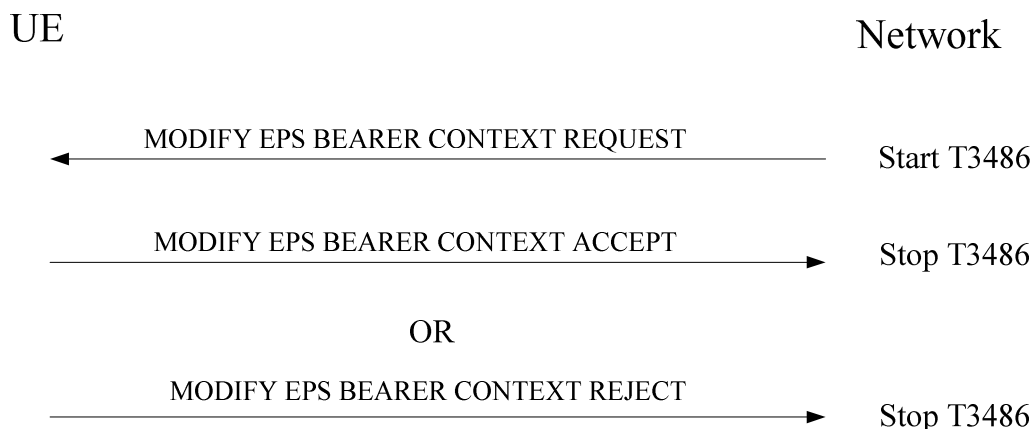 UE
Network
MODIFY EPS BEARER CONTEXT REQUEST
Start T3486
MODIFY EPS BEARER CONTEXT ACCEPT
Stop T3486
OR
MODIFY EPS BEARER CONTEXT REJECT
Stop T3486